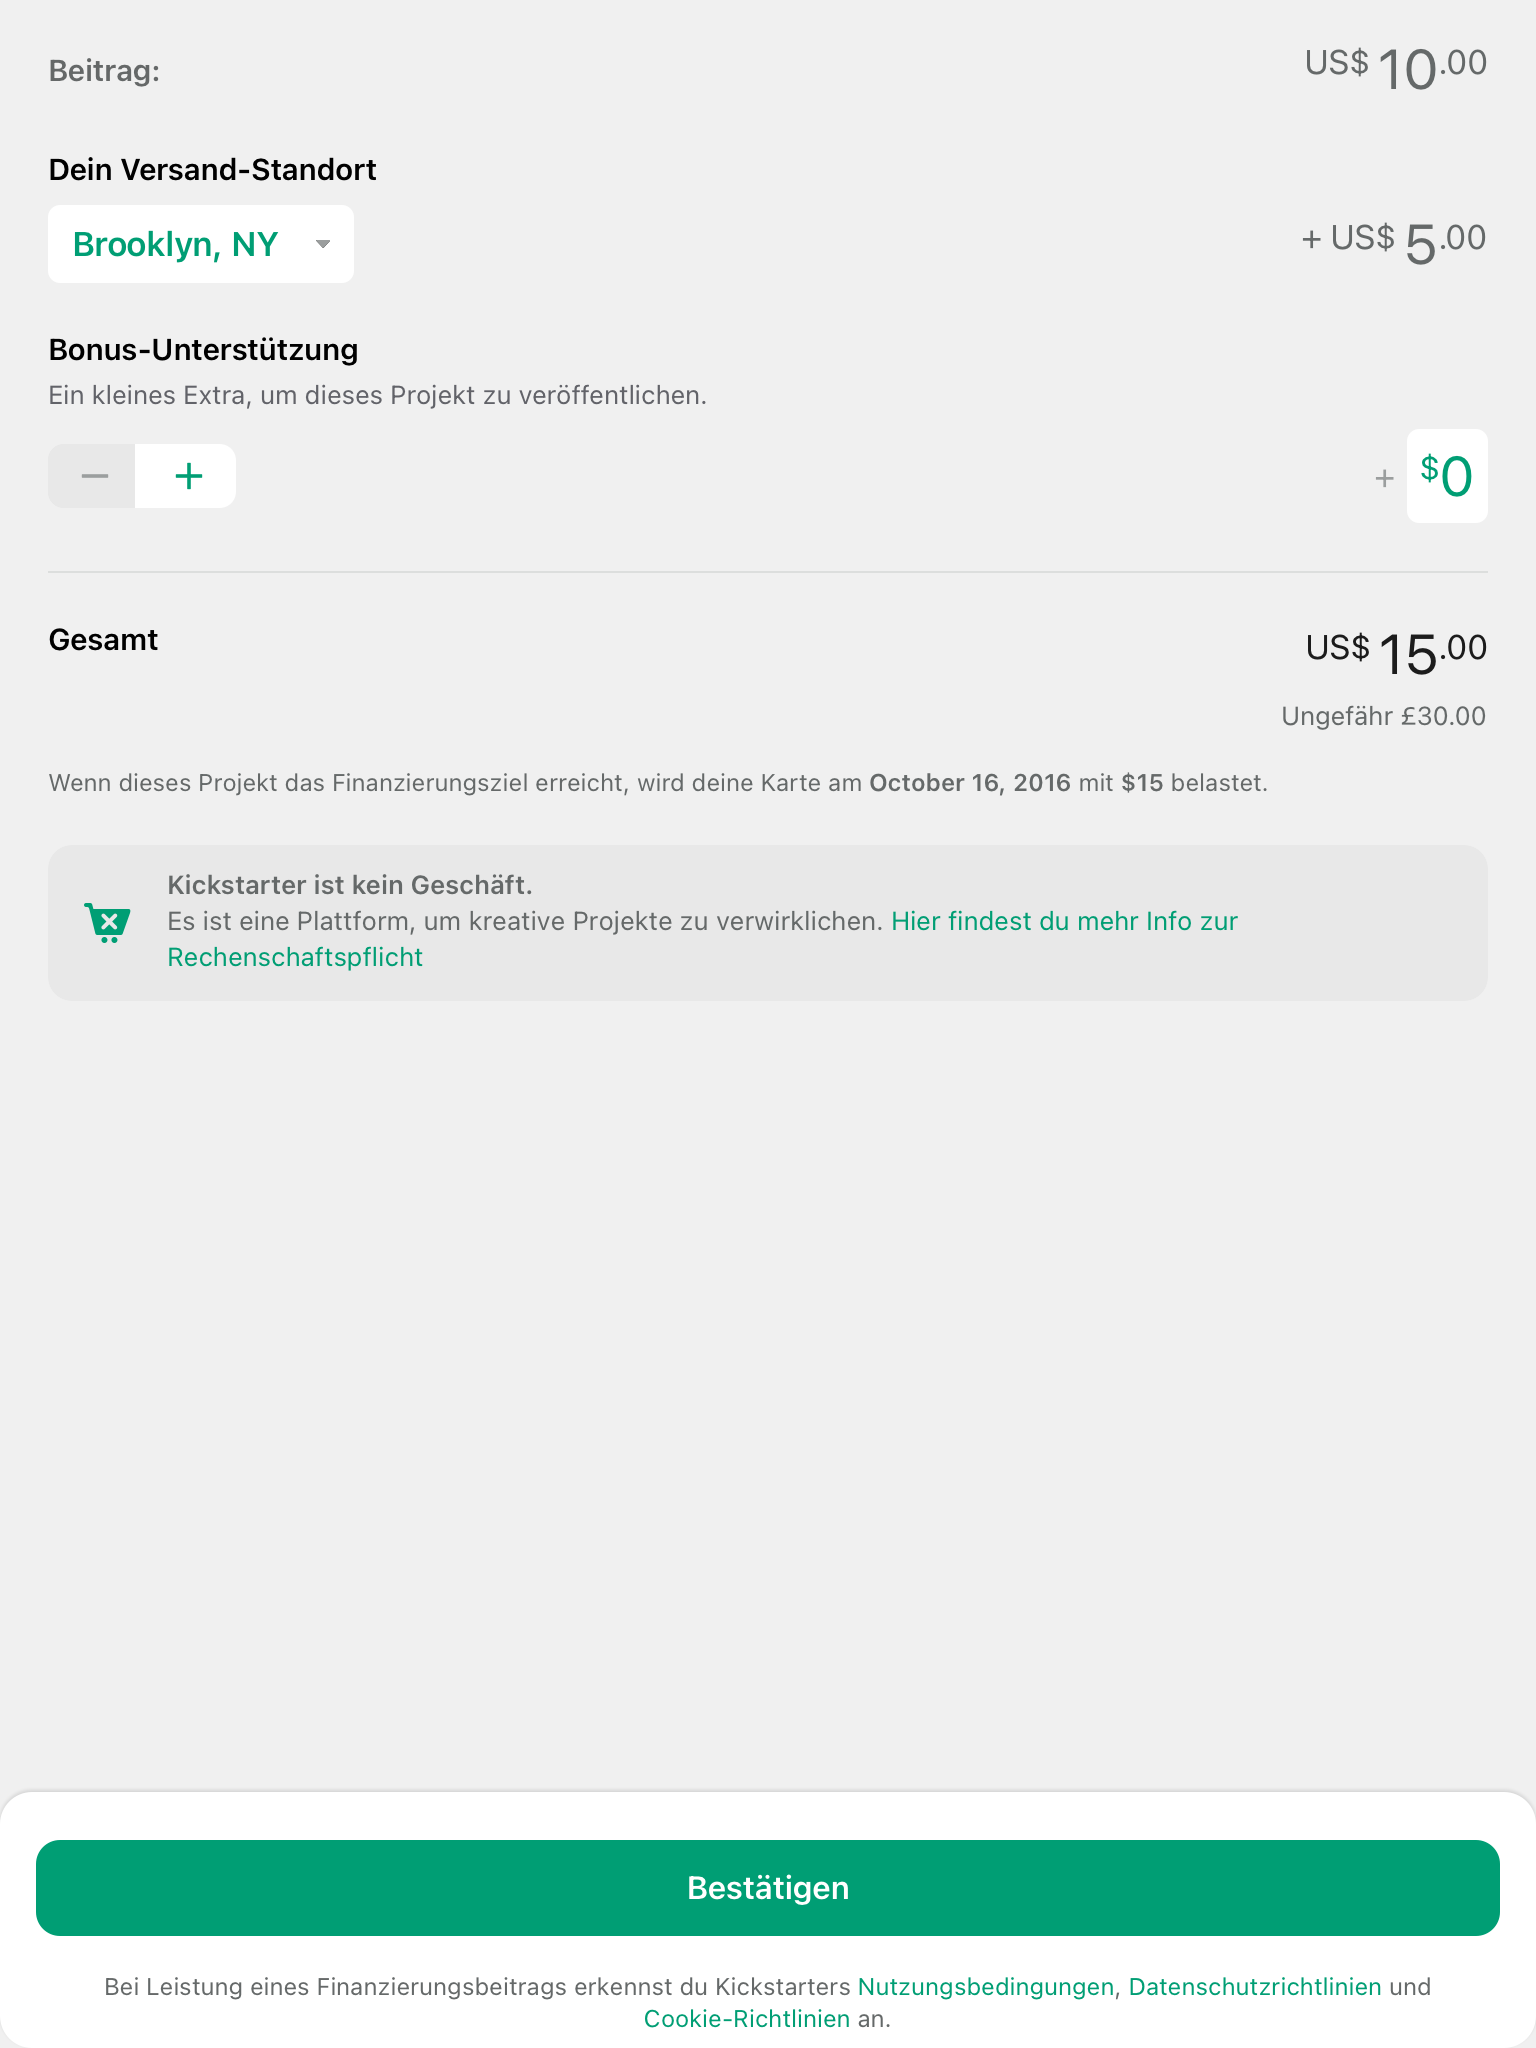 Beitrag:
US$ 10.00
Dein Versand-Standort
Brooklyn, NY
+ US$ 5.00
Bonus-Unterstützung
Ein kleines Extra, um dieses Projekt zu veröffentlichen.
− +
+ $0
Gesamt
US$ 15.00
Ungefähr £30.00
Wenn dieses Projekt das Finanzierungsziel erreicht, wird deine Karte am October 16, 2016 mit $15 belastet.
Kickstarter ist kein Geschäft.
Es ist eine Plattform, um kreative Projekte zu verwirklichen. Hier findest du mehr Info zur
Rechenschaftspflicht
Bestätigen
Bei Leistung eines Finanzierungsbeitrags erkennst du Kickstarters Nutzungsbedingungen, Datenschutzrichtlinien und
Cookie-Richtlinien an.